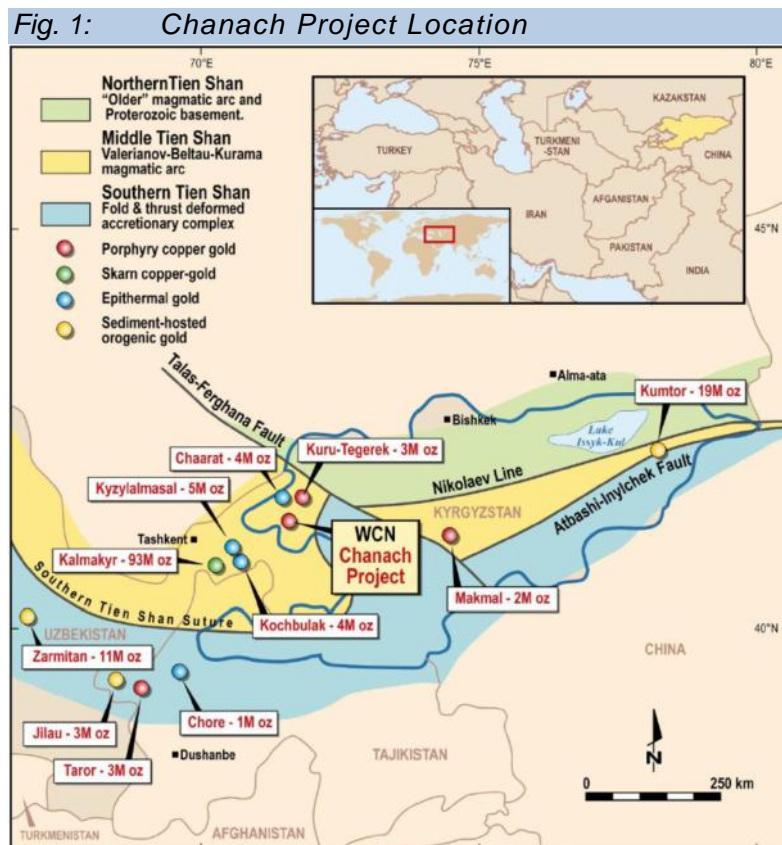 Fig. 1: Chanach Project Location
70°E
75°E
80°E
Northern Tien Shan
“Older” magmatic arc and
Proterozoic basement.
Middle Tien Shan
Valerianov-Beltau-Kurama
magmatic arc
Southern Tien Shan
Fold & thrust deformed
accretionary complex
Porphyry copper gold
Skarn copper-gold
Epithermal gold
Sediment-hosted
orogenic gold
KAZAKSTAN
TURKEY
TURKMENI
-STAN
CHINA
IRAN
AFGANISTAN
PAKISTAN
INDIA
45°N
Talas-Ferghana Fault
Alma-ata
Bishkek
Kumtor - 19M oz
Lake
Issyk-Kul
Chaarat - 4M oz
Kuru-Tegerek - 3M oz
Nikolaev Line
Kyzylalmasal - 5M oz
KYRGYZSTAN
Atbashi-Inylchek Fault
Tashkent
WCN
Chanach
Project
Kalmakyr - 93M oz
Makmal - 2M oz
Southern Tien Shan Suture
Kochbulak - 4M oz
40°N
UZBEKISTAN
Zarmitan - 11M oz
CHINA
Jilau - 3M oz
Chore - 1M oz
Taror - 3M oz
Dushanbe
TAJIKISTAN
N
0
250 km
TURKMENISTAN
AFGHANISTAN